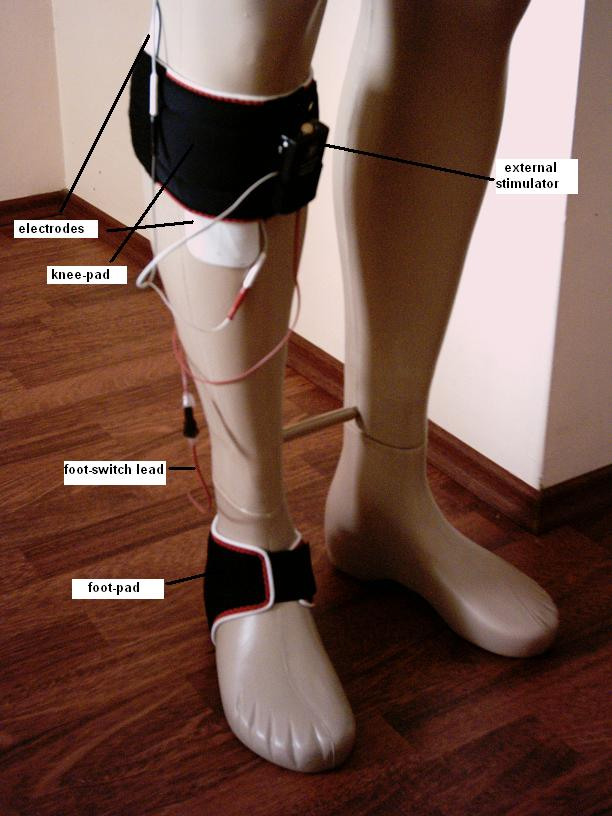 external
stimulator
electrodes
knee-pad
foot-switch lead
foot-pad